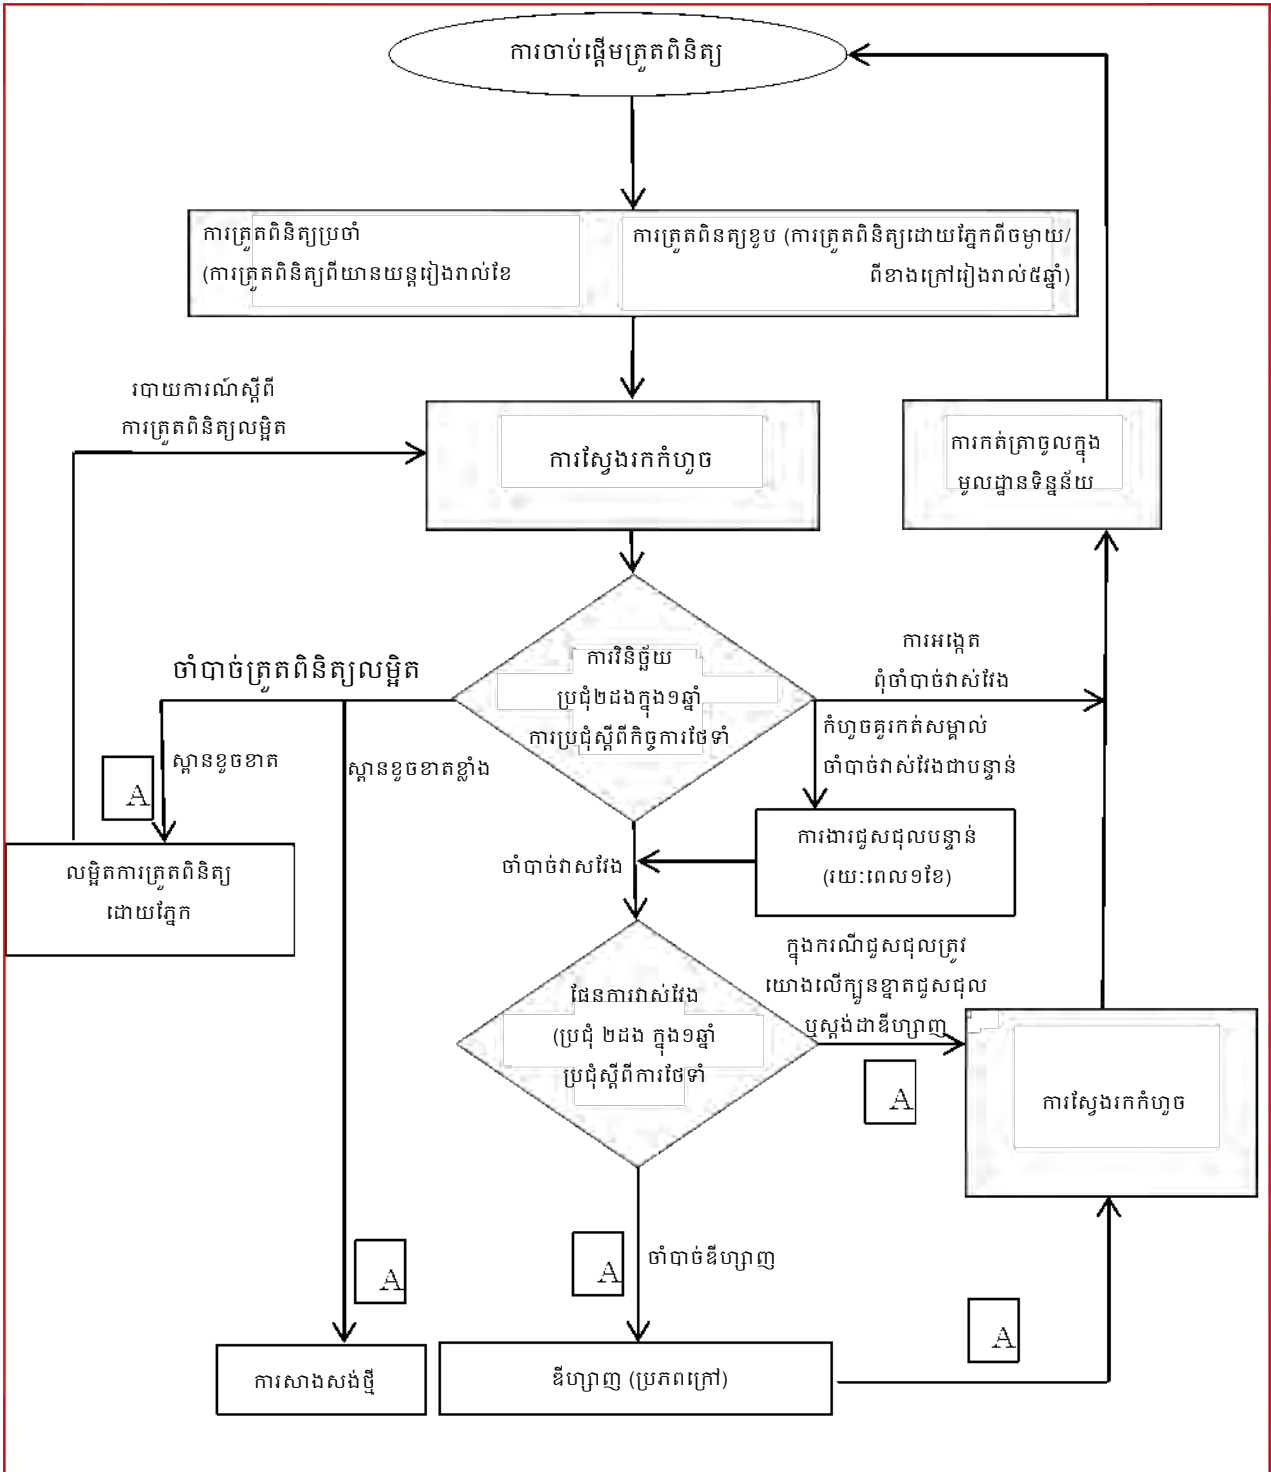 ការចាប់ផ្ដើមត្រួតពិនិត្យ
ការត្រួតពិនិត្យប្រចាំ
(ការត្រួតពិនិត្យពីយានយន្តរៀងរាល់ខែ
ការត្រួតពិនត្យខួប (ការត្រួតពិនិត្យដោយភ្នែកពីចម្ងាយ/
ពីខាងក្រៅរៀងរាល់៥ឆ្នាំ)
របាយការណ៍ស្ដីពី
ការត្រួតពិនិត្យលម្អិត
ការស្វែងរកកំហួច
ការកត់ត្រាចូលក្នុង
មូលដ្ឋានទិន្នន័យ
ចាំបាច់ត្រួតពិនិត្យលម្អិត
ការវិនិច្ឆ័យ
ប្រជុំ២ដងក្នុង១ឆ្នាំ
ការប្រជុំស្ដីពីកិច្ចការថែទាំ
ការអង្កេត
ពុំចាំបាច់វាស់វែង
កំហួចគួរកត់សម្គាល់
ចាំបាច់វាស់វែងជាបន្ទាន់
ស្ពានខូចខាត
ស្ពានខូចខាតខ្លាំង
A
លម្អិតការត្រួតពិនិត្យ
ដោយភ្នែក
ការងារជួសជុលបន្ទាន់
(រយៈពេល១ខែ)
ចាំបាច់វាសវែង
ក្នុងករណីជួសជុលត្រូវ
យោងលើក្បួនខ្នាតជួសជុល
ឬស្តង់ដាឌីហ្សាញ
ផែនការវាស់វែង
(ប្រជុំ ២ដង ក្នុង១ឆ្នាំ
ប្រជុំស្ដីពីការថែទាំ
A
ការស្វែងរកកំហួច
A
A
ចាំបាច់ឌីហ្សាញ
A
ការសាងសង់ថ្មី
ឌីហ្សាញ (ប្រភពក្រៅ)